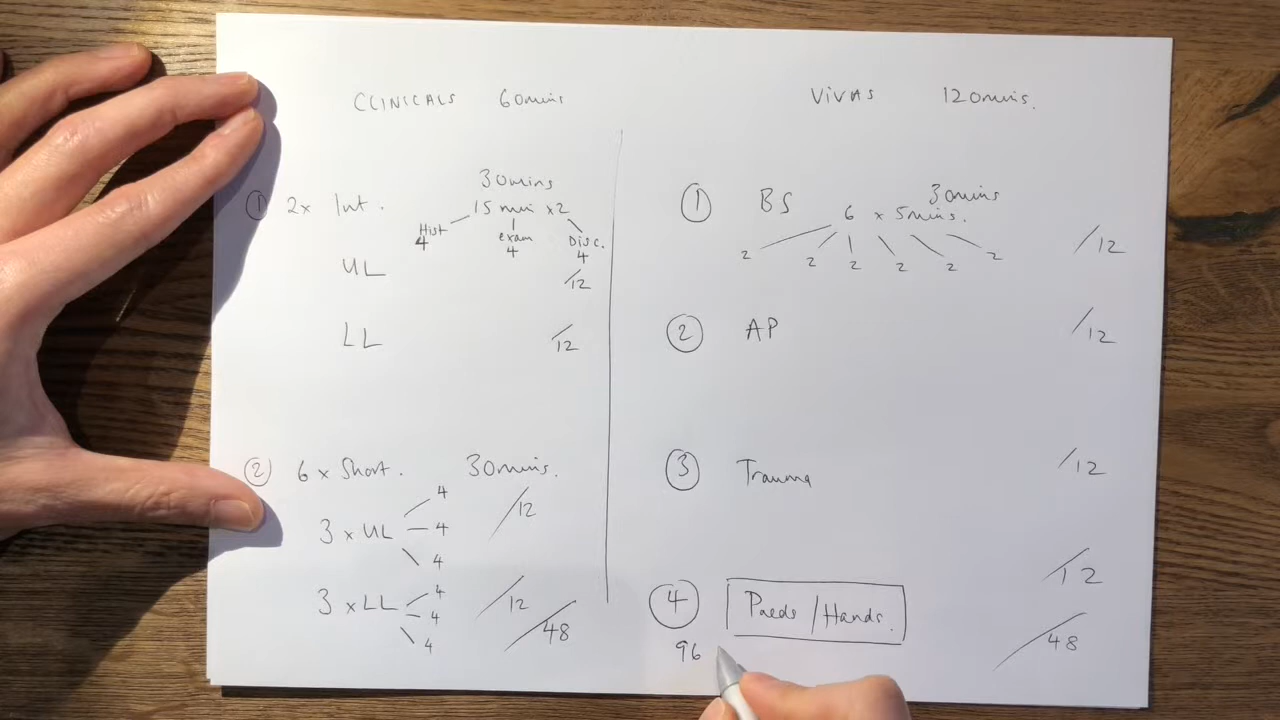 CLINICALS 60mins
① 2x Int.
30mins
15 min x2
Hist exam Disc.
4 4 4
UL /12
LL /12
② 6 x Short. 30mins.
3 x UL 4 4 4 /12
3 x LL 4 4 4 /12
/48
VIVAS 120mins.
① BS 30mins
6 x 5mins.
2 2 2 2 2 2 /12
② AP /12
③ Trauma /12
④ Paeds/Hands. /12
96 /48